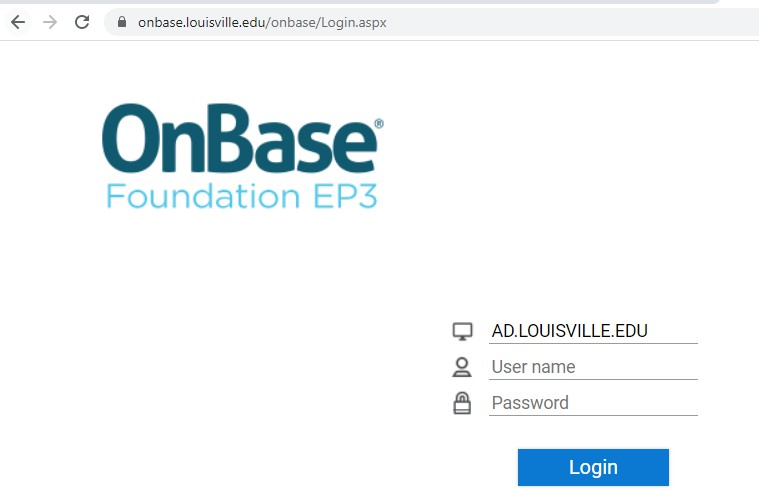 onbase.louisville.edu/onbase/Login.aspx
OnBase®
Foundation EP3
AD.LOUISVILLE.EDU
User name
Password
Login